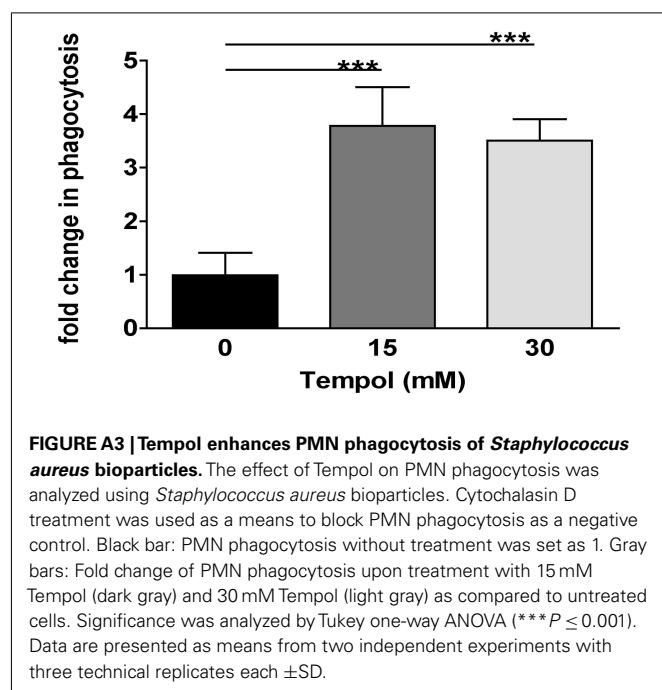 ***
***
5
4
3
2
1
0
fold change in phagocytosis
0 15 30
Tempol (mM)
FIGURE A3 | Tempol enhances PMN phagocytosis of Staphylococcus
aureus bioparticles. The effect of Tempol on PMN phagocytosis was
analyzed using Staphylococcus aureus bioparticles. Cytochalasin D
treatment was used as a means to block PMN phagocytosis as a negative
control. Black bar: PMN phagocytosis without treatment was set as 1. Gray
bars: Fold change of PMN phagocytosis upon treatment with 15 mM
Tempol (dark gray) and 30 mM Tempol (light gray) as compared to untreated
cells. Significance was analyzed by Tukey one-way ANOVA (***P ≤ 0.001).
Data are presented as means from two independent experiments with
three technical replicates each ±SD.